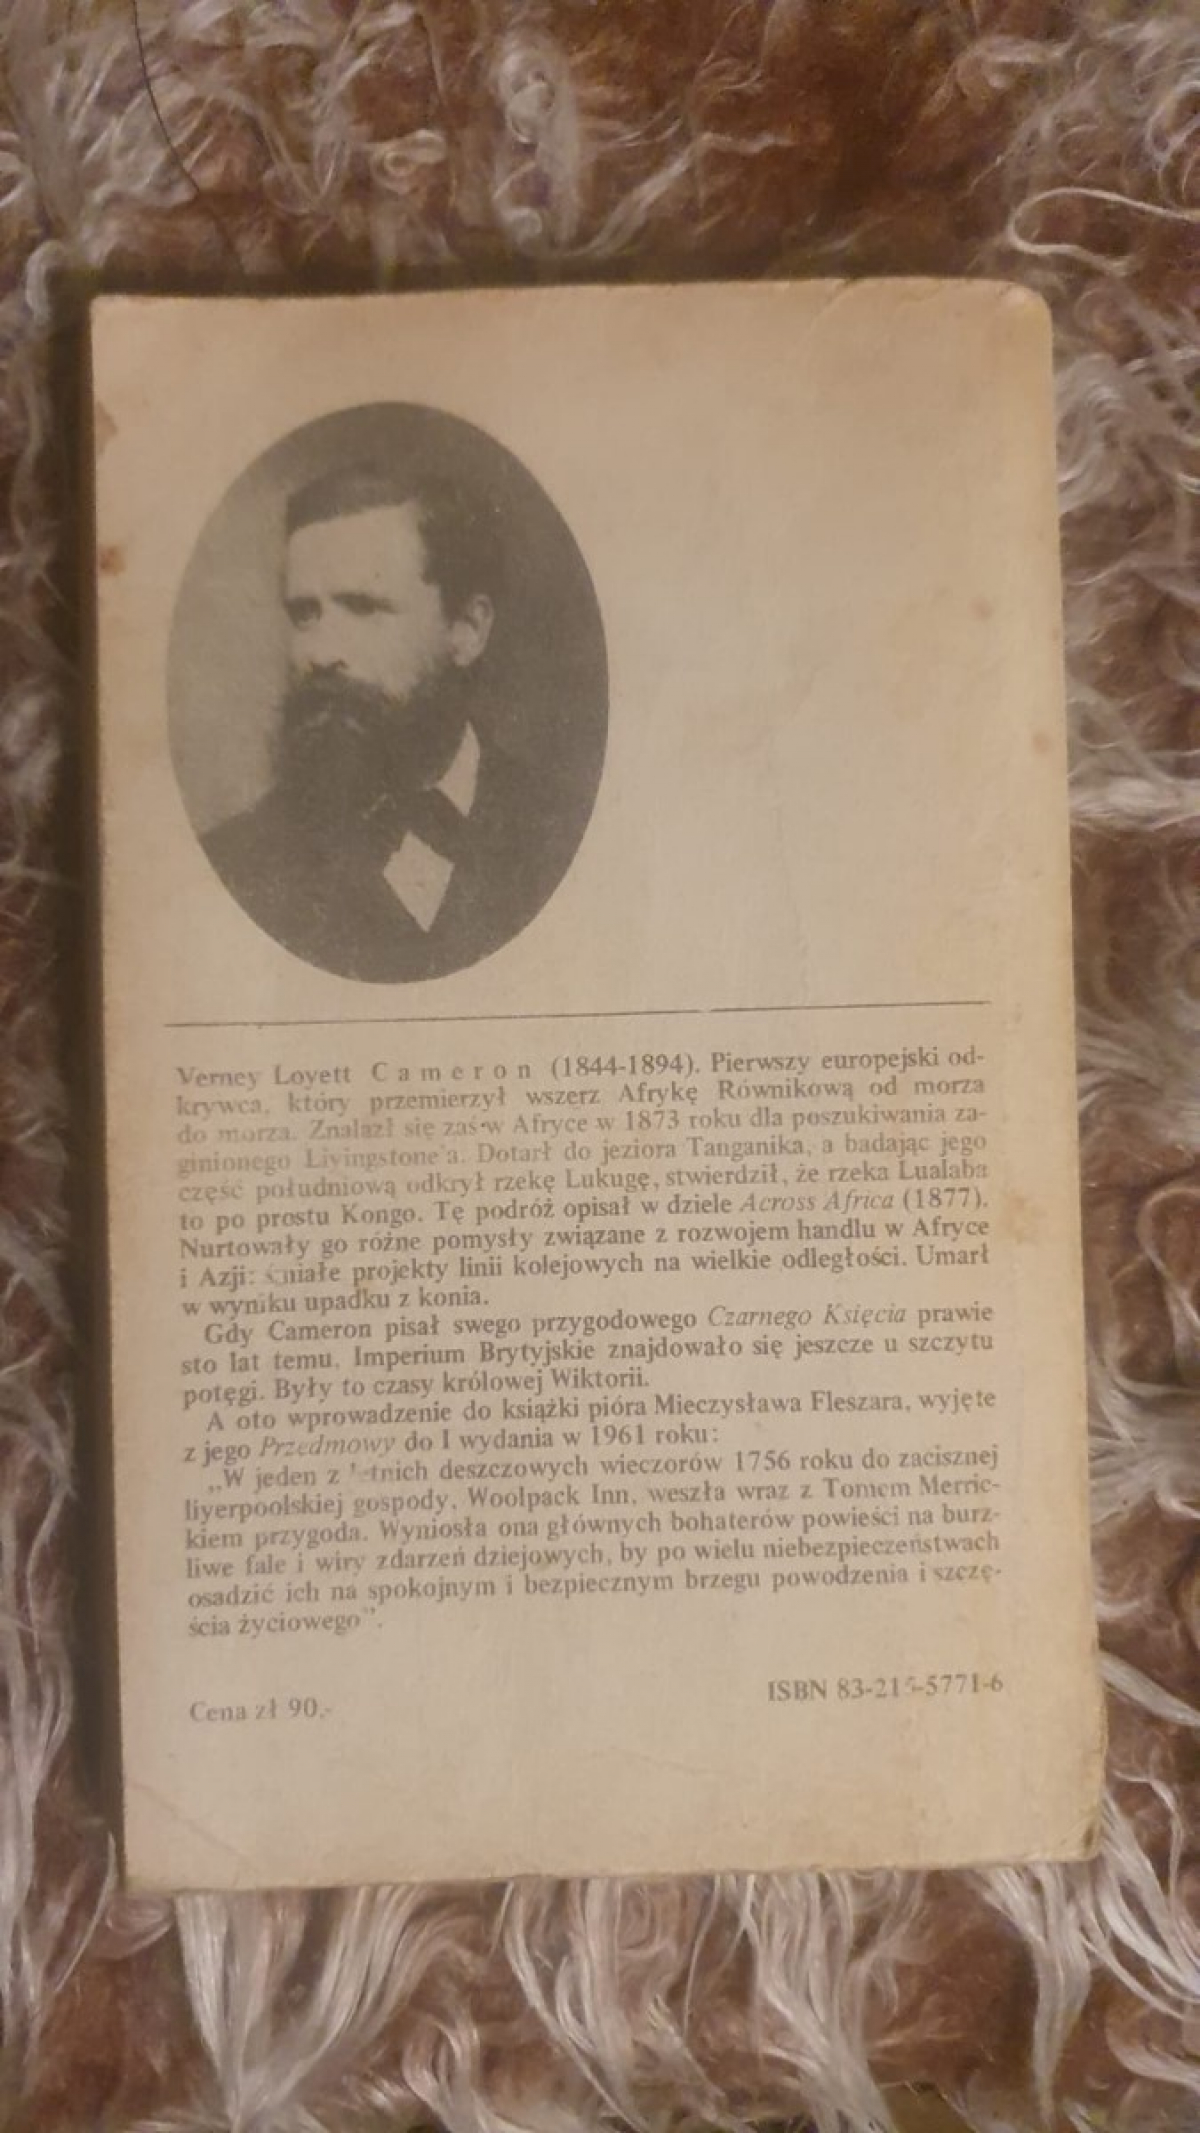 Verney Lovett Cameron (1844-1894). Pierwszy europejski od-
krywca, który przemierzył wszerz Afrykę Równikową od morza
do morza. Znalazł się zaś w Afryce w 1873 roku dla poszukiwania za-
ginionego Livingstone'a. Dotarł do jeziora Tanganika, a badając jego
część południową odkrył rzekę Lukugę, stwierdził, że rzeka Lualaba
to po prostu Kongo. Tę podróż opisał w dziele Across Africa (1877).
Nurtowały go różne pomysły związane z rozwojem handlu w Afryce
i Azji: śmiałe projekty linii kolejowych na wielkie odległości. Umarł
w wyniku upadku z konia.
Gdy Cameron pisał swego przygodowego Czarnego Księcia prawie
sto lat temu, Imperium Brytyjskie znajdowało się jeszcze u szczytu
potęgi. Były to czasy królowej Wiktorii.
A oto wprowadzenie do książki pióra Mieczysława Fleszara, wyjęte
z jego Przedmowy do I wydania w 1961 roku:
„W jeden z letnich deszczowych wieczorów 1756 roku do zacisznej
liverpoolskiej gospody, Woolpack Inn, weszła wraz z Tomem Merric-
kiem przygoda. Wyniosła ona głównych bohaterów powieści na burz-
liwe fale i wiry zdarzeń dziejowych, by po wielu niebezpieczeństwach
osadzić ich na spokojnym i bezpiecznym brzegu powodzenia i szczę-
ścia życiowego".
Cena zł 90,-
ISBN